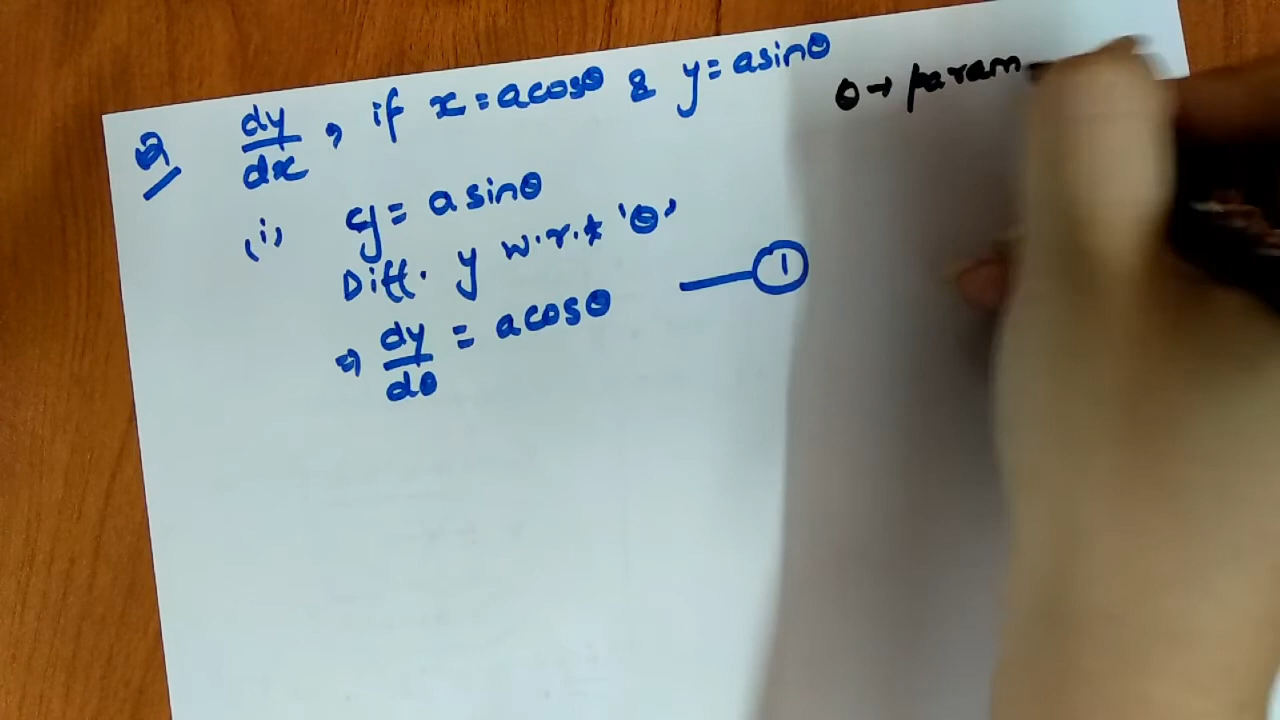 Q dy/dx, if x = acosθ & y = asinθ
θ → param
(i) y = asinθ
Diff. y w.r.t 'θ'
⇒ dy/dθ = acosθ —①